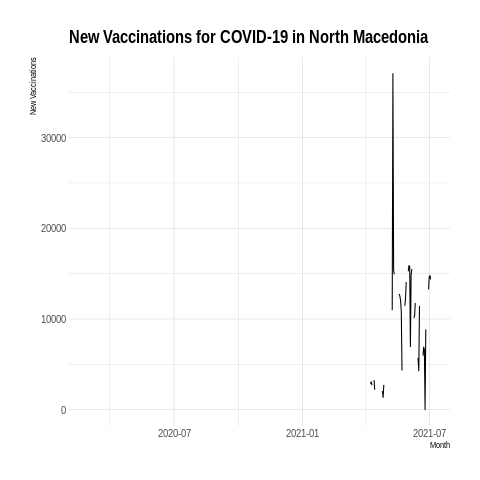 New Vaccinations for COVID-19 in North Macedonia
New Vaccinations
30000
20000
10000
0
2020-07 2021-01 2021-07
Month